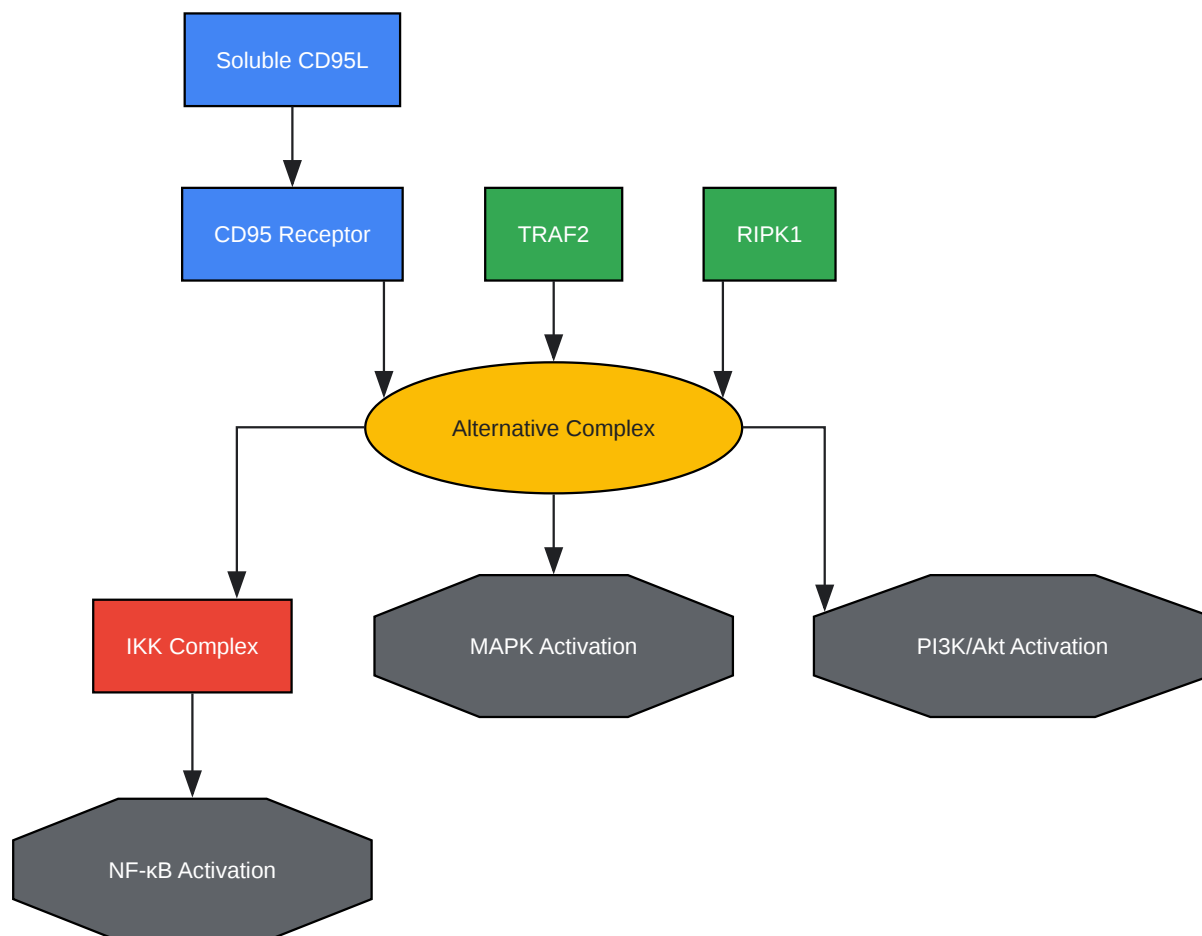 Soluble CD95L
CD95 Receptor
TRAF2
RIPK1
Alternative Complex
IKK Complex
MAPK Activation
PI3K/Akt Activation
NF-κB Activation